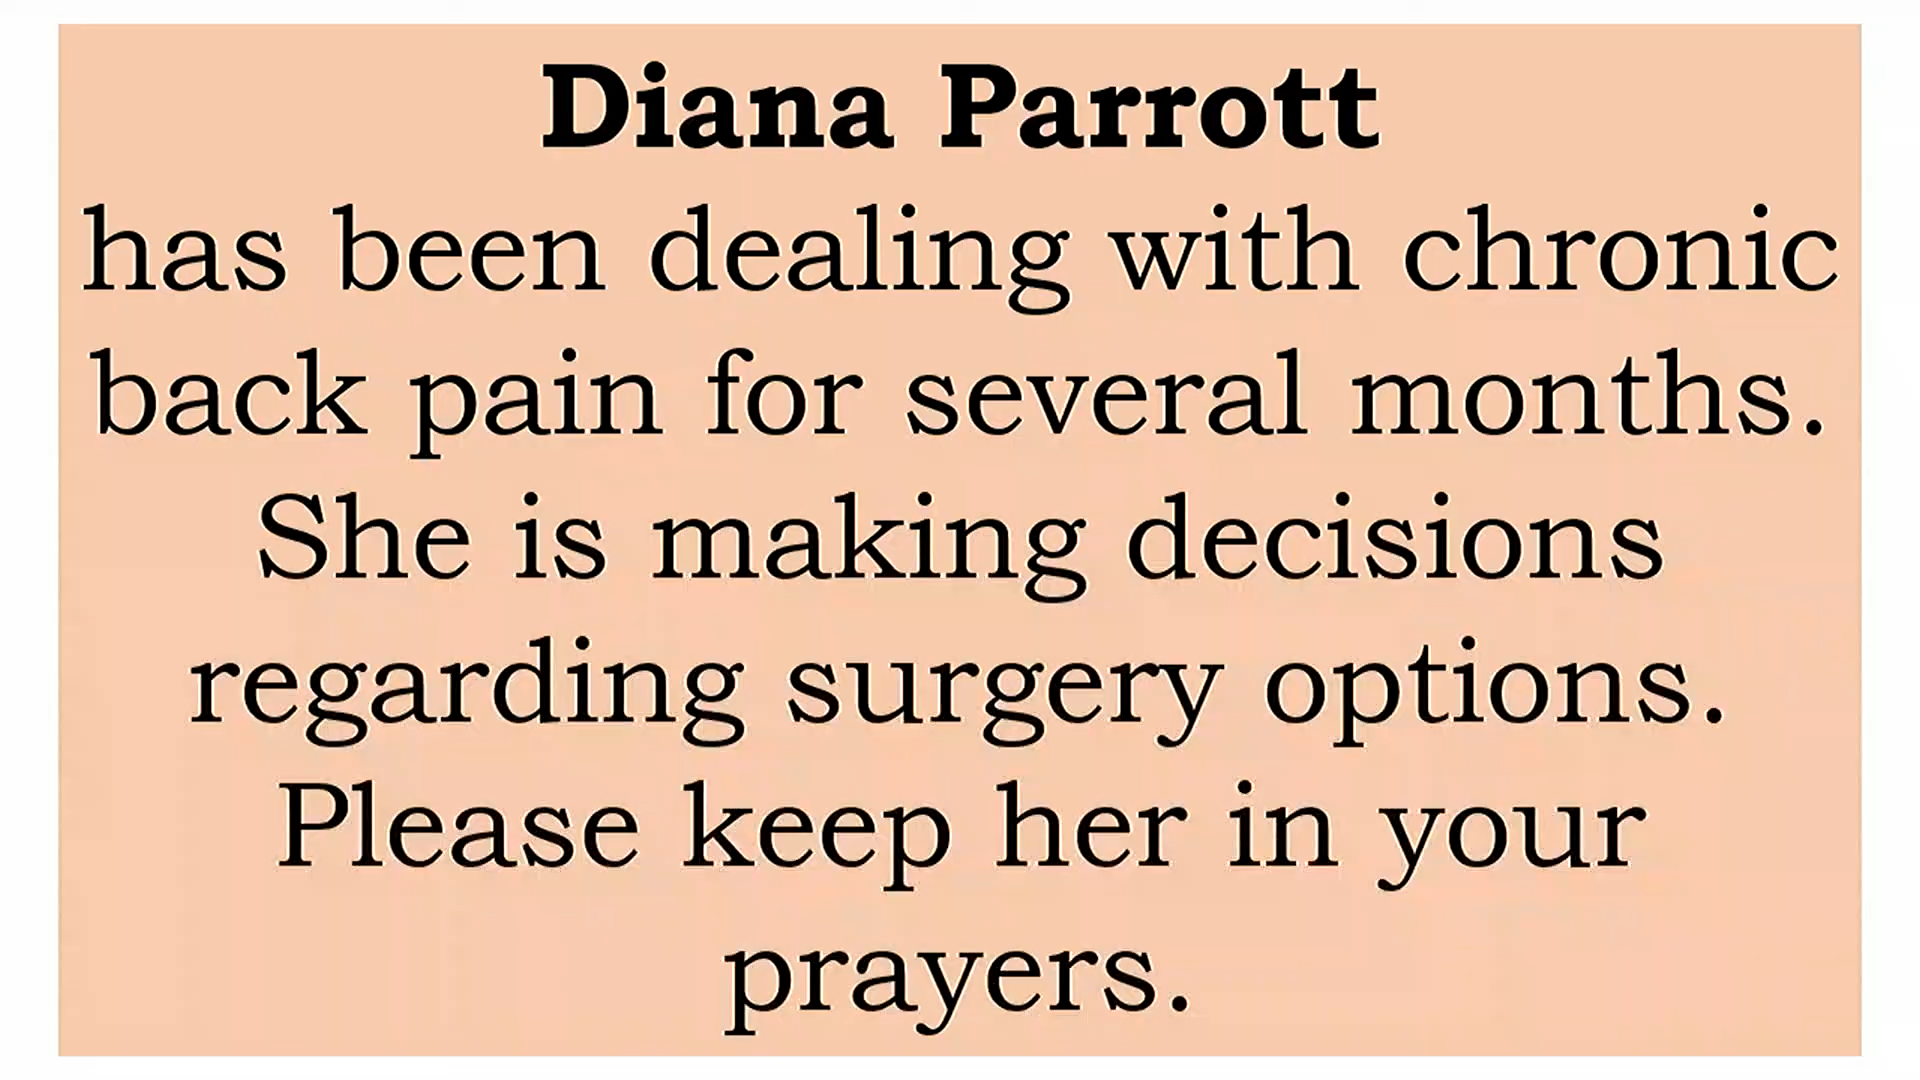 Diana Parrott
has been dealing with chronic
back pain for several months.
She is making decisions
regarding surgery options.
Please keep her in your
prayers.